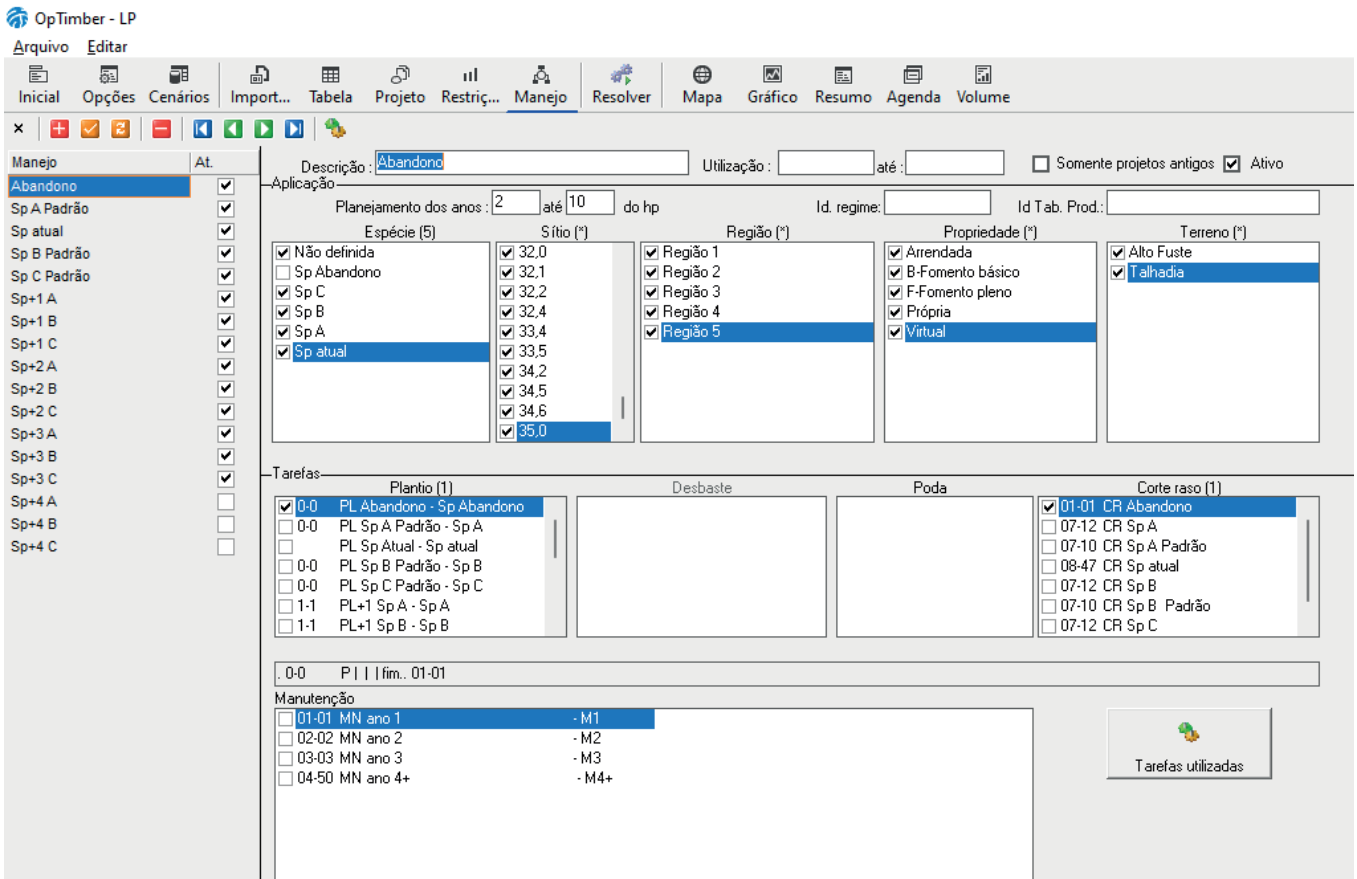 OpTimber - LP
Arquivo Editar
Inicial Opções Cenários Import... Tabela Projeto Restriç... Manejo Resolver Mapa Gráfico Resumo Agenda Volume
Manejo At.
Abandono
Sp A Padrão
Sp atual
Sp B Padrão
Sp C Padrão
Sp+1 A
Sp+1 B
Sp+1 C
Sp+2 A
Sp+2 B
Sp+2 C
Sp+3 A
Sp+3 B
Sp+3 C
Sp+4 A
Sp+4 B
Sp+4 C
Descrição : Abandono Utilização : até : Somente projetos antigos Ativo
Aplicação
Planejamento dos anos : 2 até 10 do hp Id. regime: Id Tab. Prod.:
Espécie (5)
Não definida
Sp Abandono
Sp C
Sp B
Sp A
Sp atual
Sítio (*)
32,0
32,1
32,2
32,4
33,4
33,5
34,2
34,5
34,6
35,0
Região (*)
Região 1
Região 2
Região 3
Região 4
Região 5
Propriedade (*)
Arrendada
B-Fomento básico
F-Fomento pleno
Própria
Virtual
Terreno (*)
Alto Fuste
Talhadia
Tarefas
Plantio (1)
0-0 PL Abandono - Sp Abandono
0-0 PL Sp A Padrão - Sp A
PL Sp Atual - Sp atual
0-0 PL Sp B Padrão - Sp B
0-0 PL Sp C Padrão - Sp C
1-1 PL+1 Sp A - Sp A
1-1 PL+1 Sp B - Sp B
Desbaste
Poda
Corte raso (1)
01-01 CR Abandono
07-12 CR Sp A
07-10 CR Sp A Padrão
08-47 CR Sp atual
07-12 CR Sp B
07-10 CR Sp B Padrão
07-12 CR Sp C
. 0-0 P | | | fim.. 01-01
Manutenção
01-01 MN ano 1 - M1
02-02 MN ano 2 - M2
03-03 MN ano 3 - M3
04-50 MN ano 4+ - M4+
Tarefas utilizadas